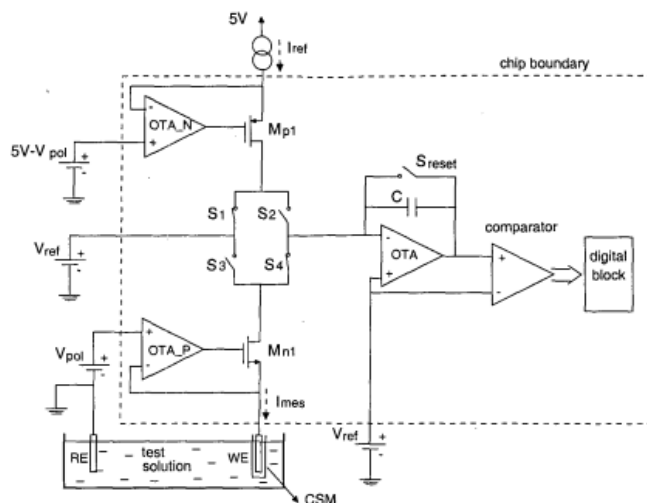 5V
Iref
chip boundary
-
OTA_N
+
Mp1
5V-Vpol
+
-
Sreset
C
S1
S2
comparator
Vref
+
-
S3
S4
-
OTA
+
+
-
digital
block
+
OTA_P
-
Mn1
Vpol
+
-
Imes
Vref
+
-
RE
test
solution
WE
CSM